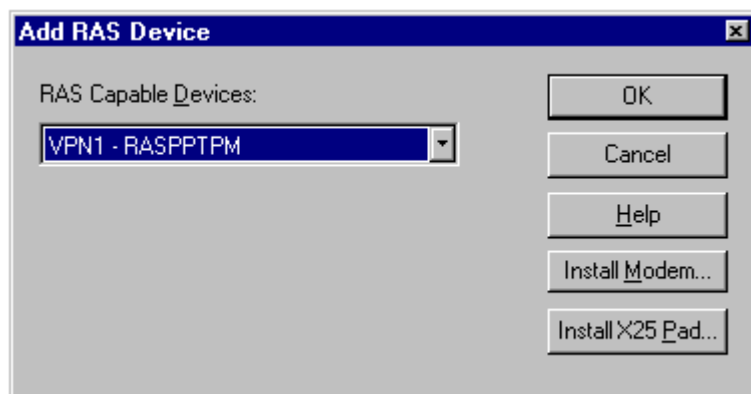 Add RAS Device
RAS Capable Devices:
VPN1 - RASPPTPM
OK
Cancel
Help
Install Modem...
Install X25 Pad...